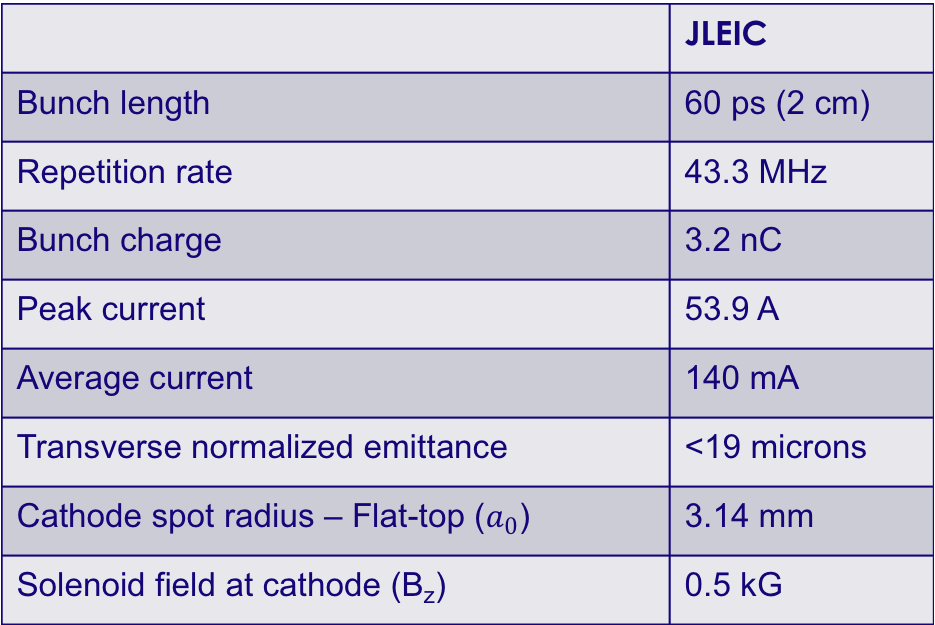 JLEIC
Bunch length 60 ps (2 cm)
Repetition rate 43.3 MHz
Bunch charge 3.2 nC
Peak current 53.9 A
Average current 140 mA
Transverse normalized emittance <19 microns
Cathode spot radius – Flat-top (𝑎₀) 3.14 mm
Solenoid field at cathode (B_z) 0.5 kG